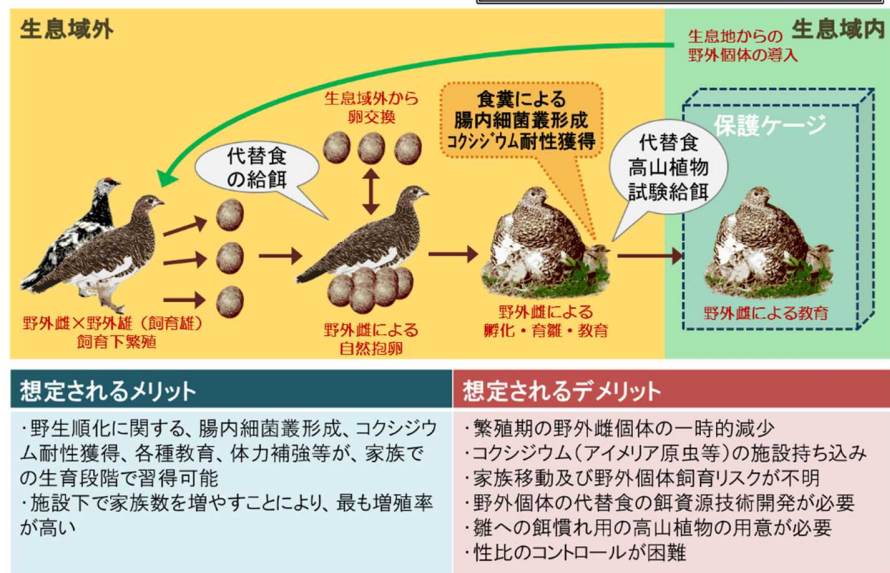 生息域外
生息域内
生息地からの
野外個体の導入
生息域外から
卵交換
食糞による
腸内細菌叢形成
コクシジウム耐性獲得
代替食
の給餌
代替食
高山植物
試験給餌
保護ケージ
野外雌×野外雄（飼育雄）
飼育下繁殖
野外雌による
自然抱卵
野外雌による
孵化・育雛・教育
野外雌による教育
想定されるメリット
・野生順化に関する、腸内細菌叢形成、コクシジウ
ム耐性獲得、各種教育、体力補強等が、家族で
の生育段階で習得可能
・施設下で家族数を増やすことにより、最も増殖率
が高い
想定されるデメリット
・繁殖期の野外雌個体の一時的減少
・コクシジウム（アイメリア原虫等）の施設持ち込み
・家族移動及び野外個体飼育リスクが不明
・野外個体の代替食の餌資源技術開発が必要
・雛への餌慣れ用の高山植物の用意が必要
・性比のコントロールが困難